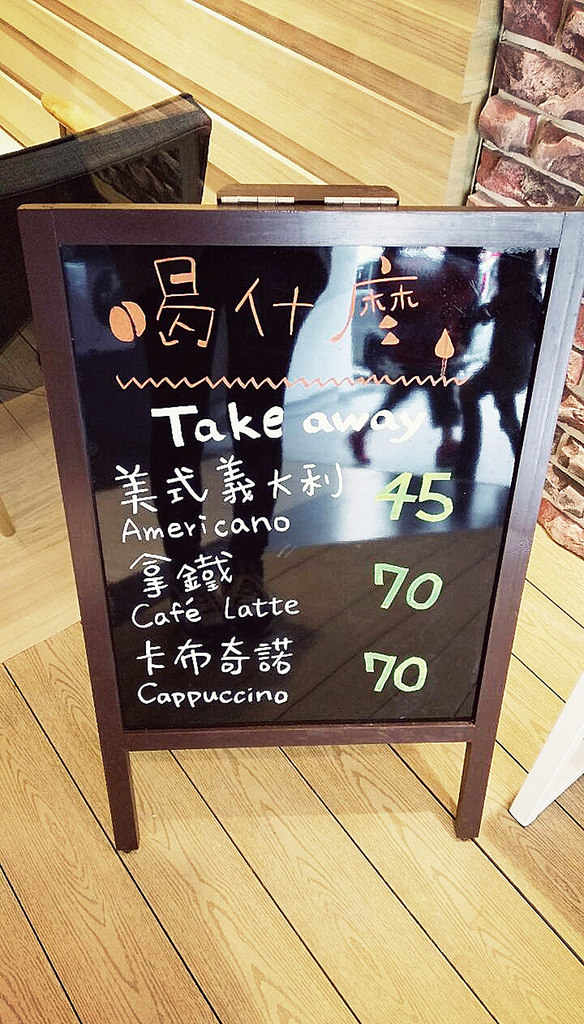 喝什麼
Take away
美式義大利 45
Americano
拿鐵 70
Café Latte
卡布奇諾 70
Cappuccino